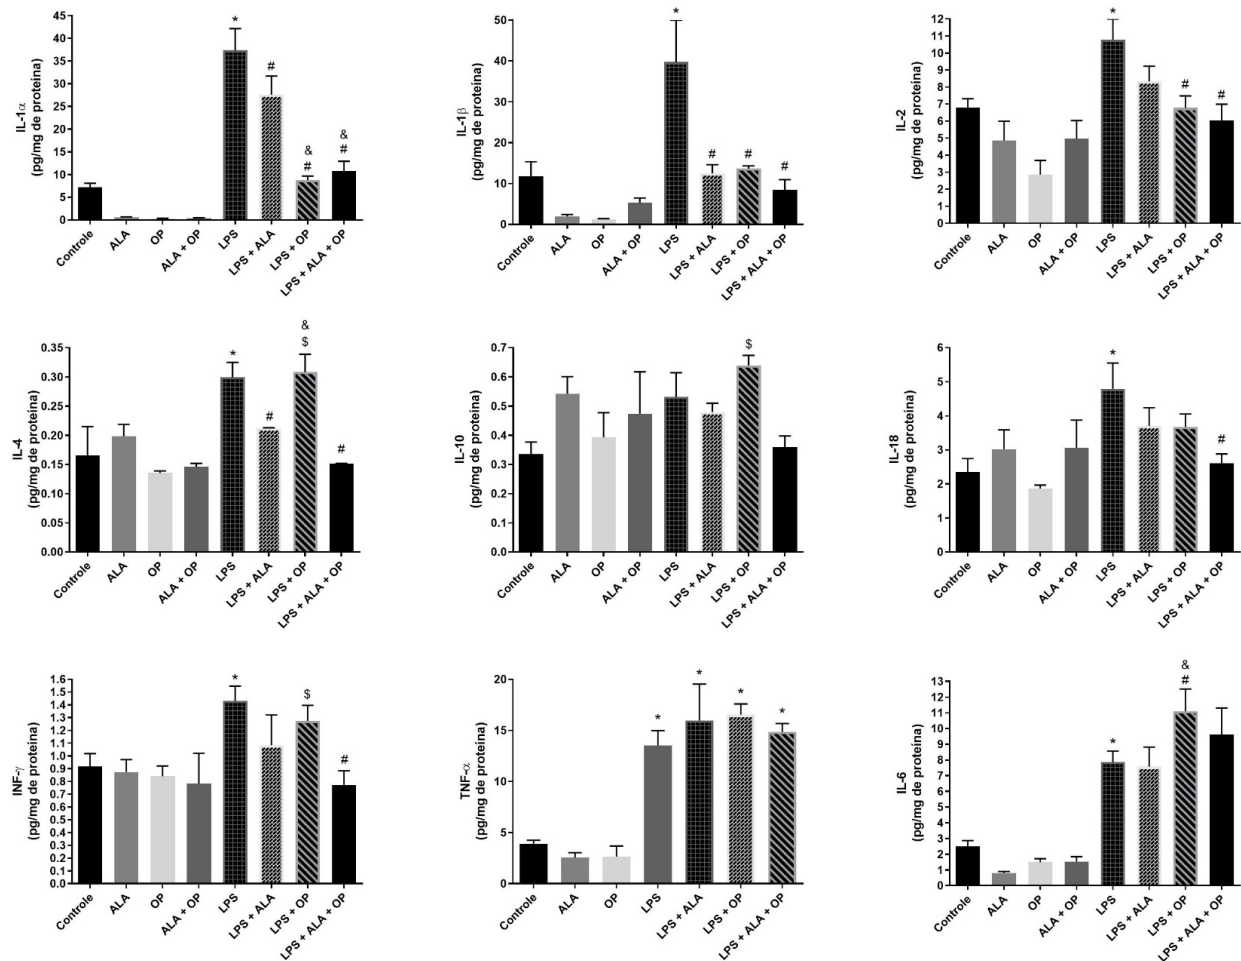 IL-1α
(pg/mg de proteina)
45
40
35
30
25
20
15
10
5
0
*
#
&
#
&
#
Controle
ALA
OP
ALA + OP
LPS
LPS + ALA
LPS + OP
LPS + ALA + OP
IL-1β
(pg/mg de proteina)
50
40
30
20
10
0
*
#
#
#
Controle
ALA
OP
ALA + OP
LPS
LPS + ALA
LPS + OP
LPS + ALA + OP
IL-2
(pg/mg de proteina)
12
11
10
9
8
7
6
5
4
3
2
1
0
*
#
#
Controle
ALA
OP
ALA + OP
LPS
LPS + ALA
LPS + OP
LPS + ALA + OP
IL-4
(pg/mg de proteina)
0.35
0.30
0.25
0.20
0.15
0.10
0.05
0.00
*
#
&
$
#
Controle
ALA
OP
ALA + OP
LPS
LPS + ALA
LPS + OP
LPS + ALA + OP
IL-10
(pg/mg de proteina)
0.7
0.6
0.5
0.4
0.3
0.2
0.1
0.0
$
Controle
ALA
OP
ALA + OP
LPS
LPS + ALA
LPS + OP
LPS + ALA + OP
IL-18
(pg/mg de proteina)
6
5
4
3
2
1
0
*
#
Controle
ALA
OP
ALA + OP
LPS
LPS + ALA
LPS + OP
LPS + ALA + OP
INF-γ
(pg/mg de proteina)
1.6
1.5
1.4
1.3
1.2
1.1
1.0
0.9
0.8
0.7
0.6
0.5
0.4
0.3
0.2
0.1
0.0
*
$
#
Controle
ALA
OP
ALA + OP
LPS
LPS + ALA
LPS + OP
LPS + ALA + OP
TNF-α
(pg/mg de proteina)
20
15
10
5
0
*
*
*
*
Controle
ALA
OP
LPS
LPS + ALA
LPS + OP
LPS + ALA + OP
IL-6
(pg/mg de proteina)
13
12
11
10
9
8
7
6
5
4
3
2
1
0
*
&
#
Controle
ALA
OP
ALA + OP
LPS
LPS + ALA
LPS + OP
LPS + ALA + OP